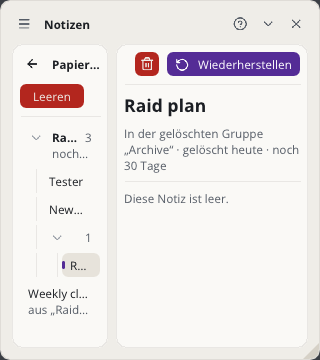 Notizen
Papier...
Leeren
Ra... 3
noch...
Tester
New...
1
R...
Weekly cl...
aus „Raid...
Wiederherstellen
Raid plan
In der gelöschten Gruppe
„Archive“ · gelöscht heute · noch
30 Tage
Diese Notiz ist leer.